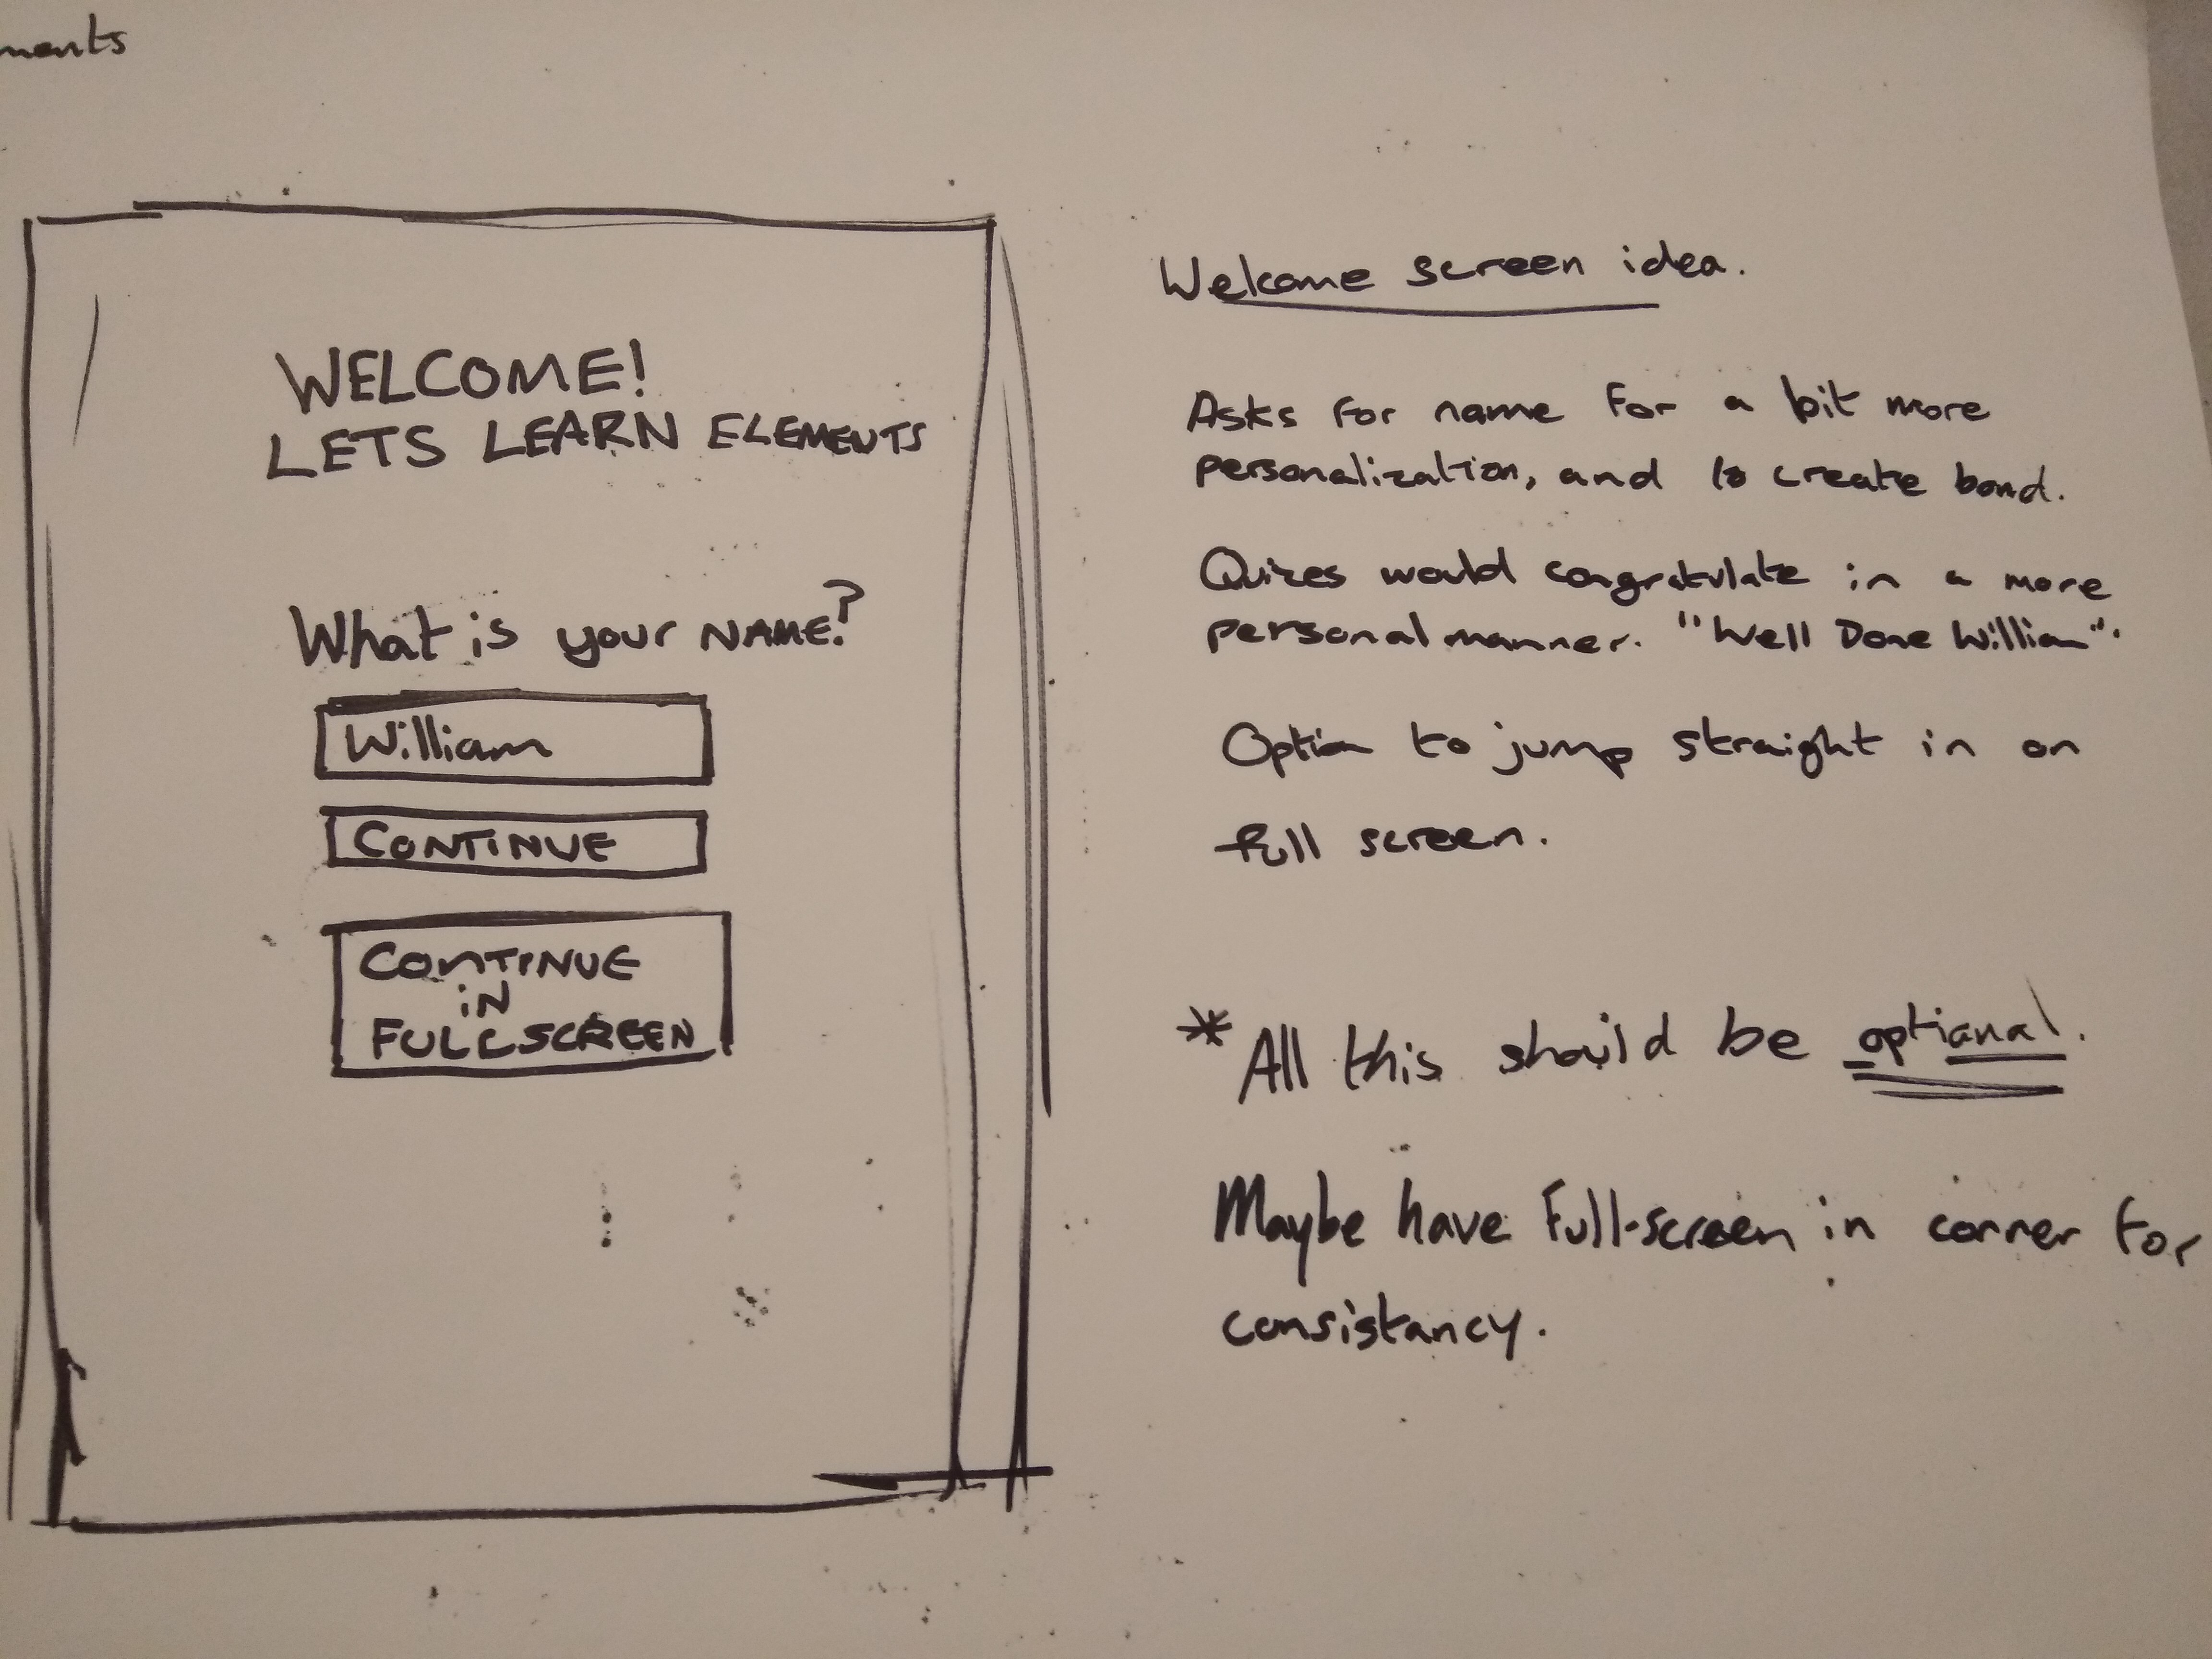 ments
WELCOME!
LETS LEARN ELEMENTS
What is your NAME?
William
CONTINUE
CONTINUE
iN
FULLSCREEN
Welcome screen idea.
Asks for name for a bit more
personalization, and to create bond.
Quizes would congratulate in a more
personal manner. "Well Done William".
Option to jump straight in on
full screen.
* All this should be optional.
Maybe have Full-screen in corner for
consistancy.